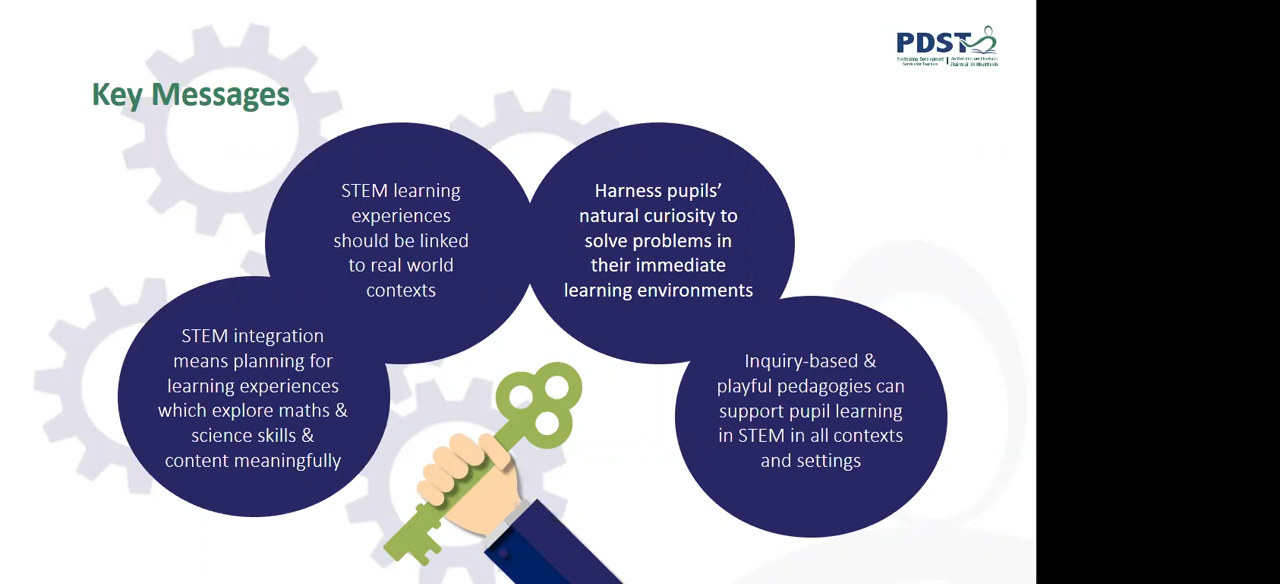 PDST
Key Messages
STEM learning
experiences
should be linked
to real world
contexts
Harness pupils’
natural curiosity to
solve problems in
their immediate
learning environments
STEM integration
means planning for
learning experiences
which explore maths &
science skills &
content meaningfully
Inquiry-based &
playful pedagogies can
support pupil learning
in STEM in all contexts
and settings